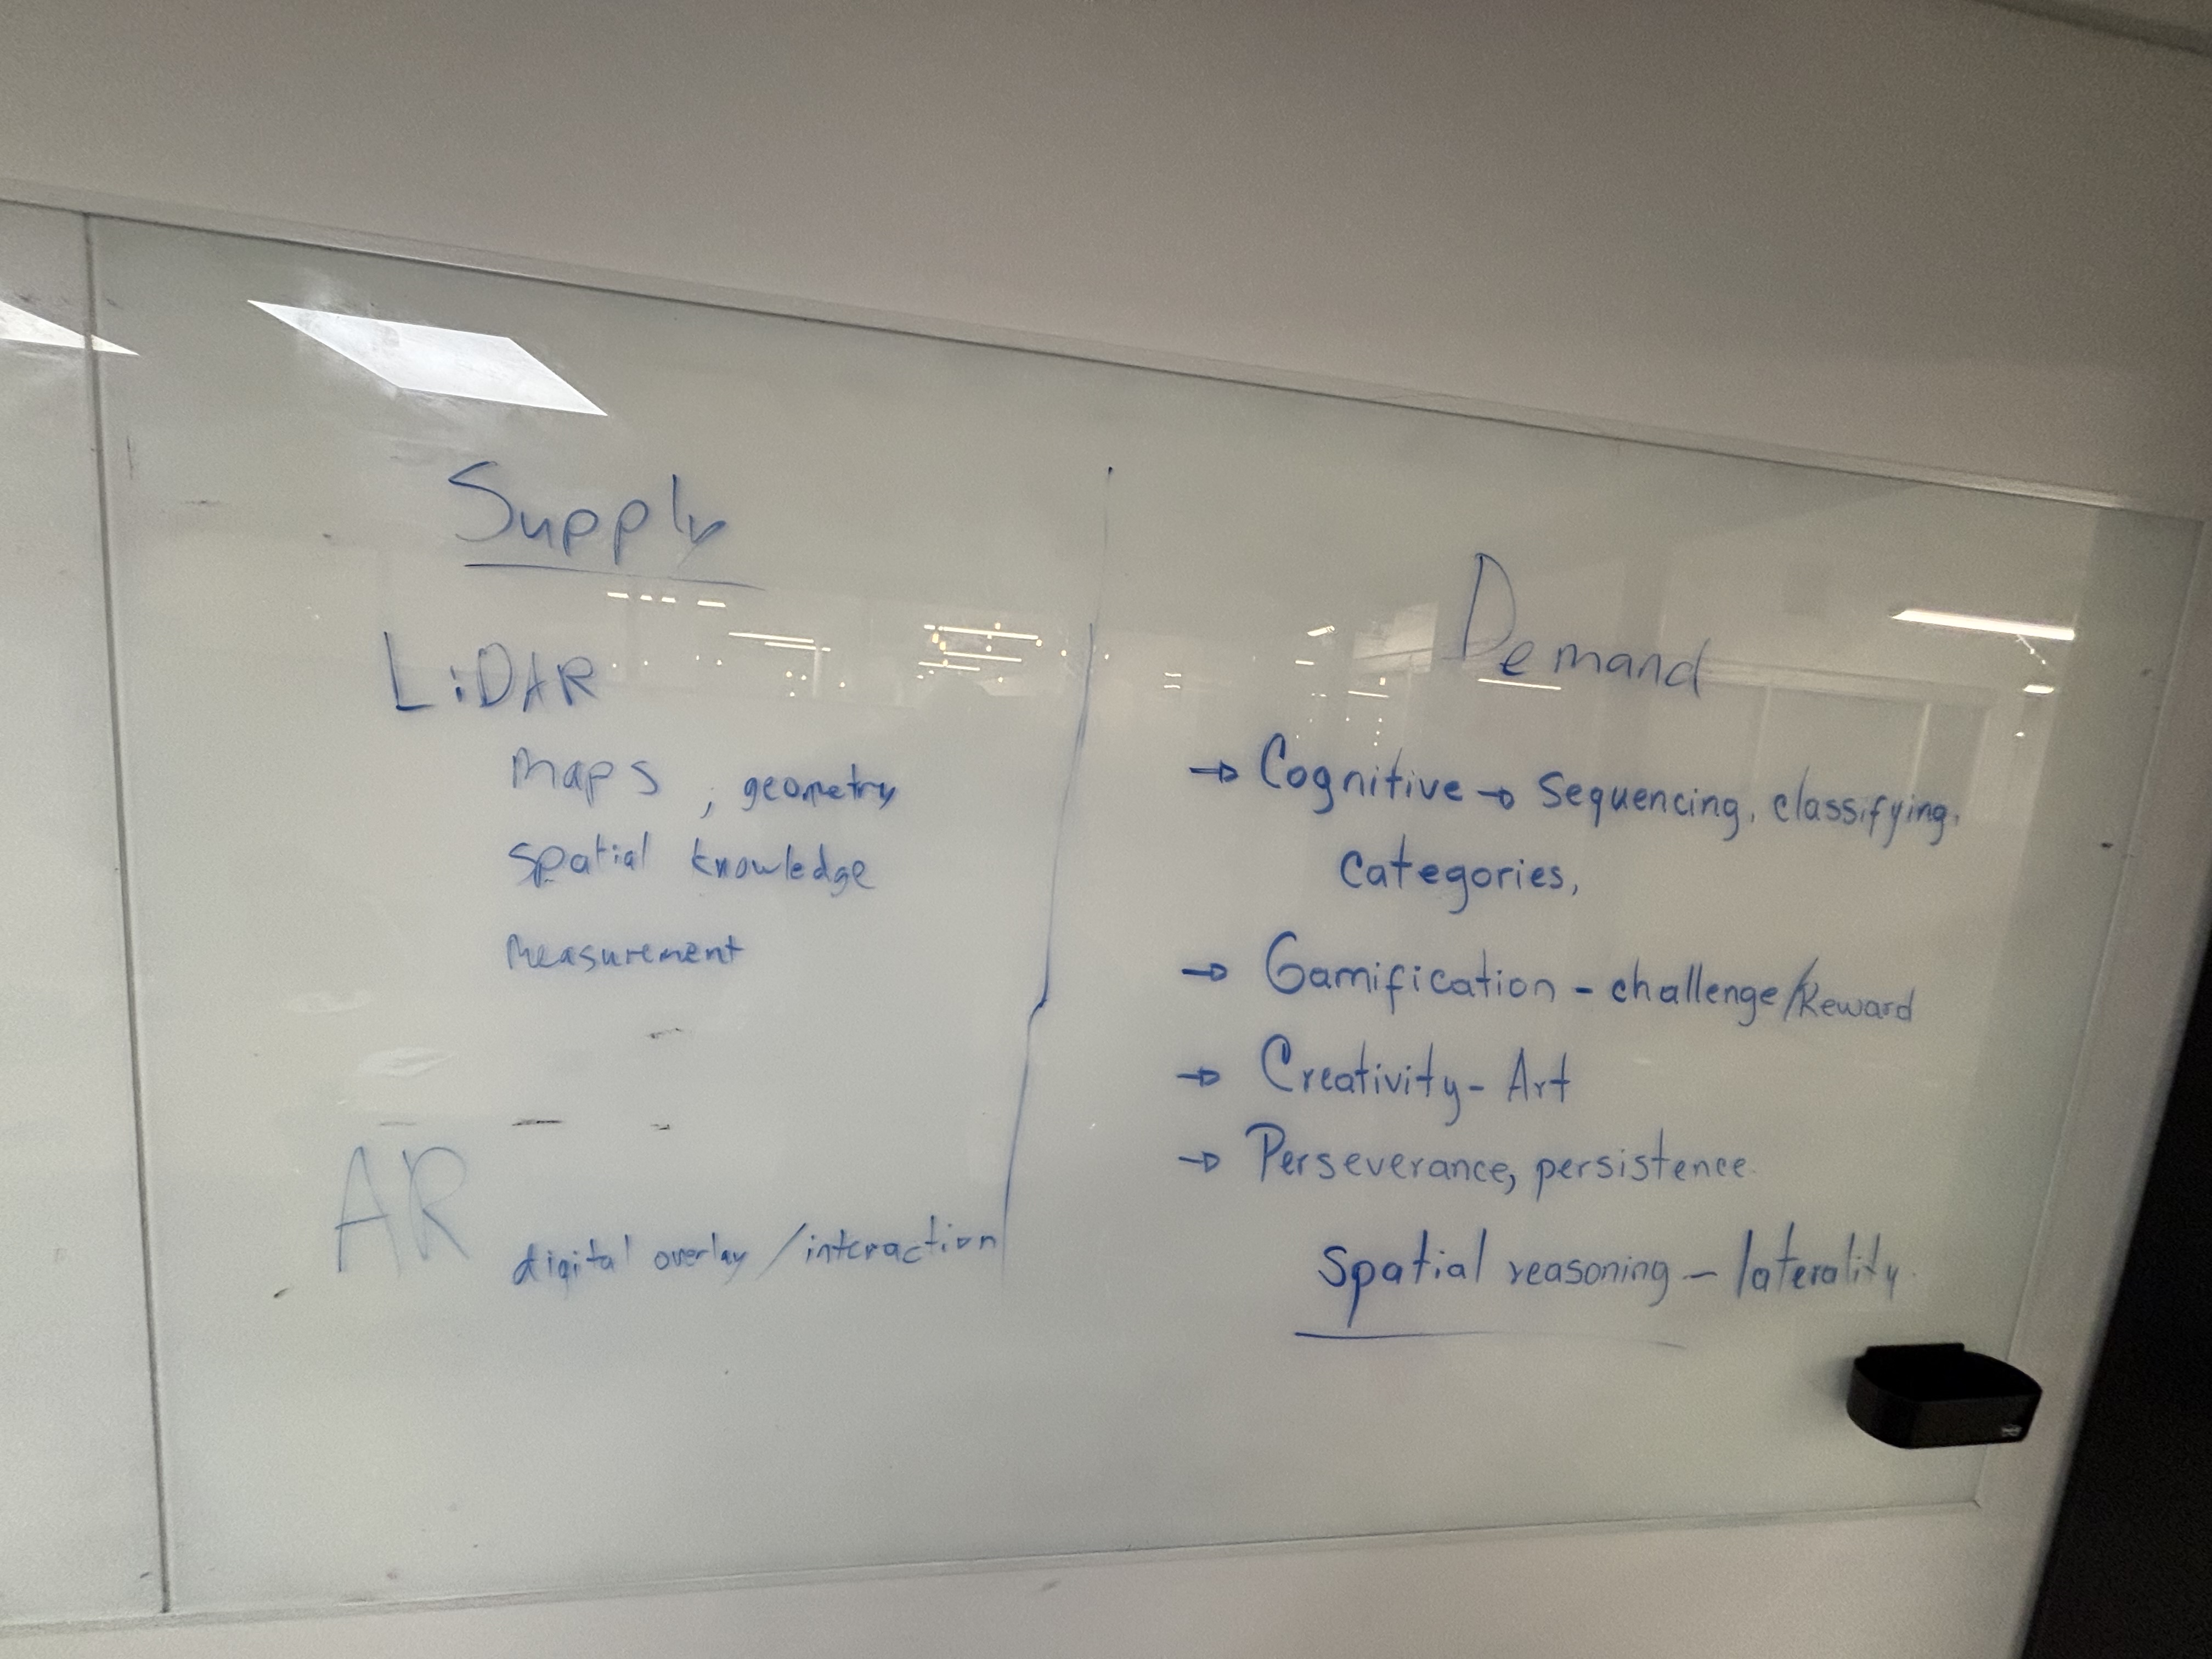 Supply
LiDAR
maps , geometry
spatial knowledge
measurement
AR
digital overlay / interaction
Demand
→ Cognitive → Sequencing, classifying,
categories,
→ Gamification - challenge/Reward
→ Creativity - Art
→ Perseverance, persistence.
Spatial reasoning - laterality.